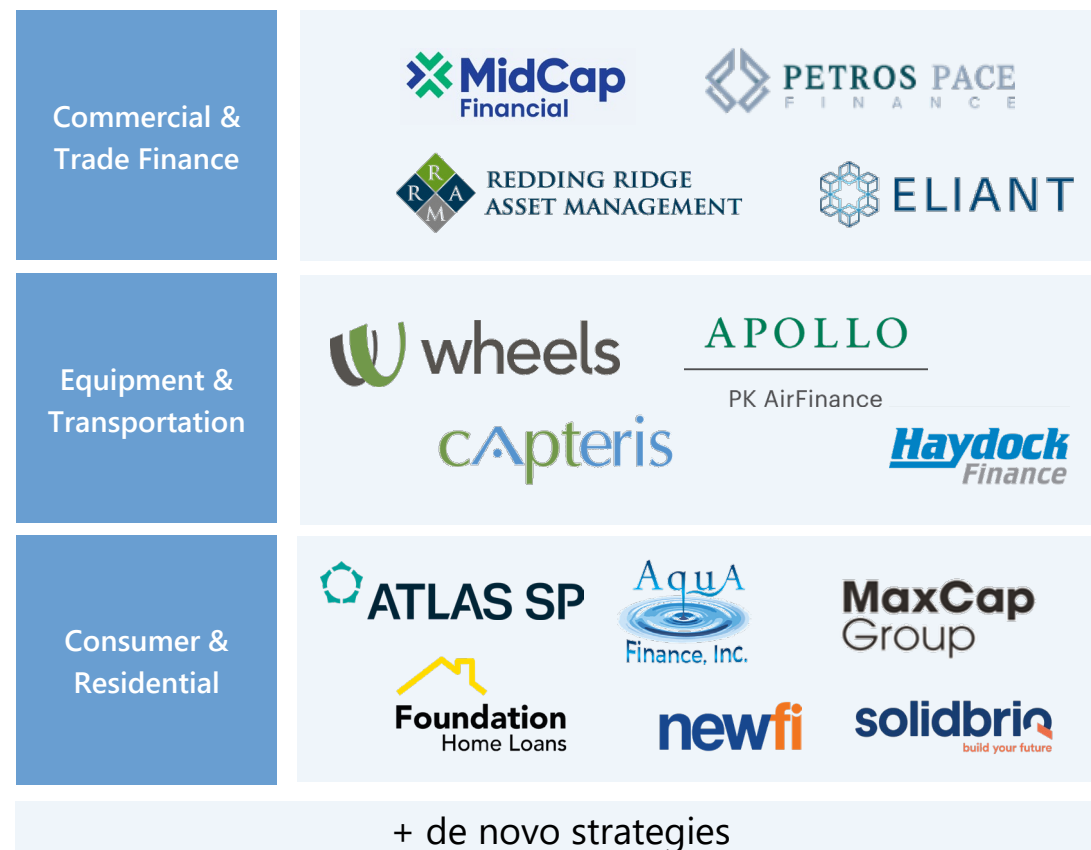 Commercial &
Trade Finance
MidCap
Financial
PETROS PACE
FINANCE
R
R A
M
REDDING RIDGE
ASSET MANAGEMENT
ELIANT
Equipment &
Transportation
wheels
APOLLO
PK AirFinance
cApteris
Haydock
Finance
Consumer &
Residential
ATLAS SP
AquA
Finance, Inc.
MaxCap
Group
Foundation
Home Loans
newfi
solidbriq
build your future
+ de novo strategies